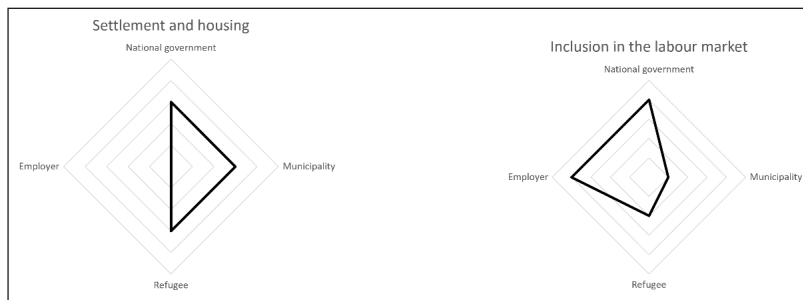 Settlement and housing
National government
Employer
Municipality
Refugee
Inclusion in the labour market
National government
Employer
Municipality
Refugee